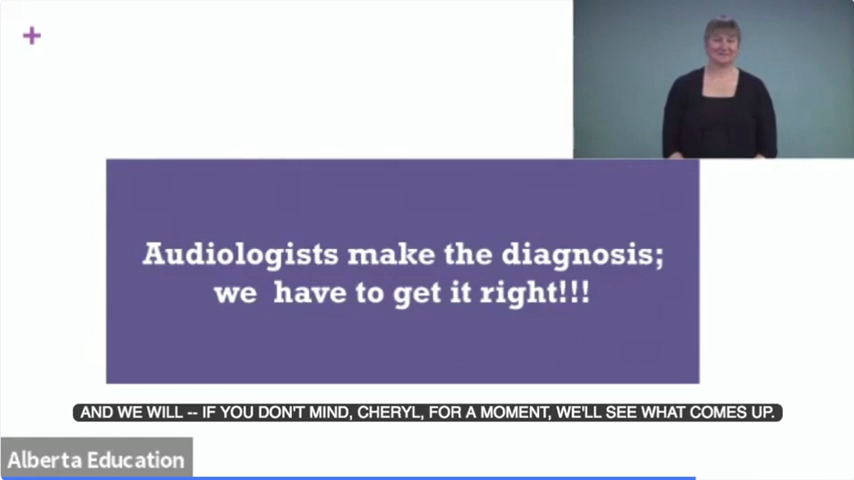 Audiologists make the diagnosis;
we have to get it right!!!
AND WE WILL -- IF YOU DON'T MIND, CHERYL, FOR A MOMENT, WE'LL SEE WHAT COMES UP.
Alberta Education